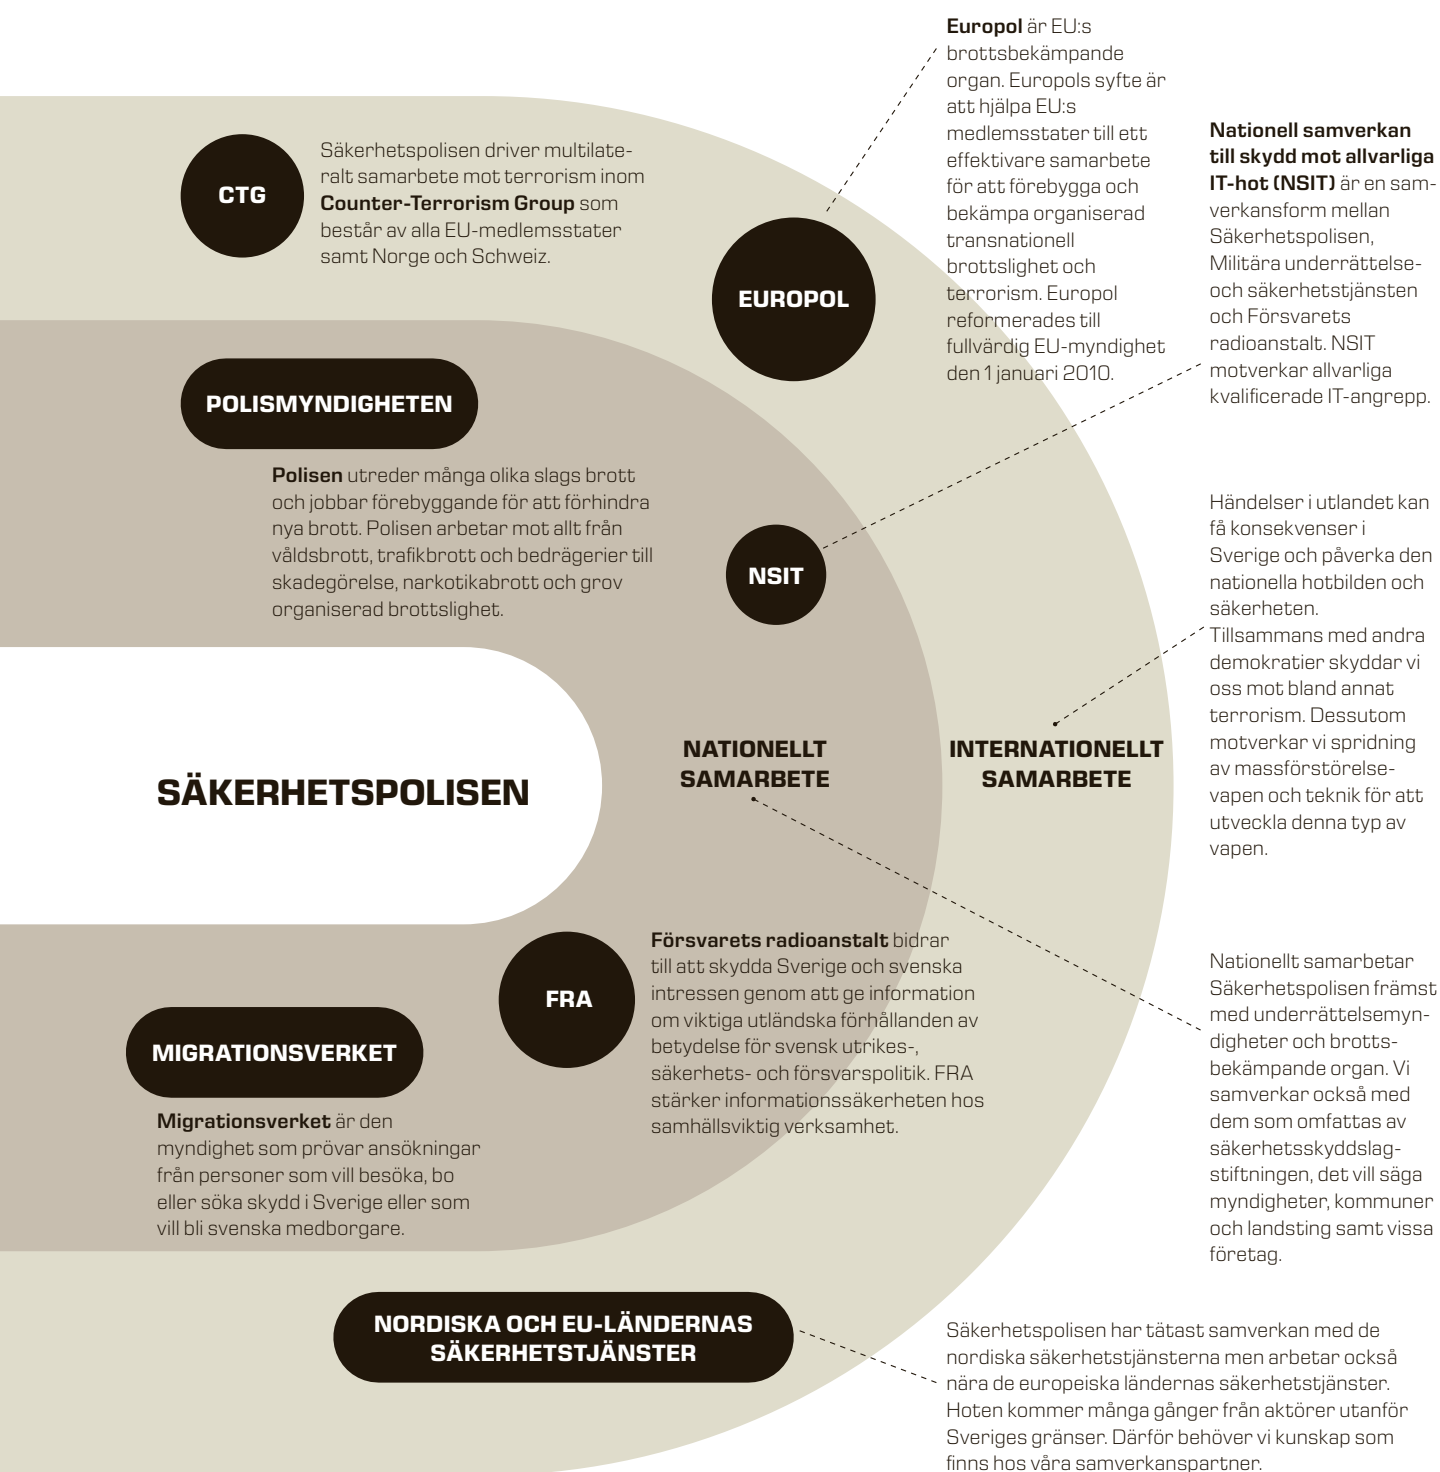 Europol är EU:s
brottsbekämpande
organ. Europols syfte är
att hjälpa EU:s
medlemsstater till ett
effektivare samarbete
för att förebygga och
bekämpa organiserad
transnationell
brottslighet och
terrorism. Europol
reformerades till
fullvärdig EU-myndighet
den 1 januari 2010.
Nationell samverkan
till skydd mot allvarliga
IT-hot (NSIT) är en sam-
verkansform mellan
Säkerhetspolisen,
Militära underrättelse-
och säkerhetstjänsten
och Försvarets
radioanstalt. NSIT
motverkar allvarliga
kvalificerade IT-angrepp.
CTG
Säkerhetspolisen driver multilate-
ralt samarbete mot terrorism inom
Counter-Terrorism Group som
består av alla EU-medlemsstater
samt Norge och Schweiz.
EUROPOL
POLISMYNDIGHETEN
Polisen utreder många olika slags brott
och jobbar förebyggande för att förhindra
nya brott. Polisen arbetar mot allt från
våldsbrott, trafikbrott och bedrägerier till
skadegörelse, narkotikabrott och grov
organiserad brottslighet.
NSIT
Händelser i utlandet kan
få konsekvenser i
Sverige och påverka den
nationella hotbilden och
säkerheten.
Tillsammans med andra
demokratier skyddar vi
oss mot bland annat
terrorism. Dessutom
motverkar vi spridning
av massförstörelse-
vapen och teknik för att
utveckla denna typ av
vapen.
SÄKERHETSPOLISEN
NATIONELLT
SAMARBETE
INTERNATIONELLT
SAMARBETE
FRA
Försvarets radioanstalt bidrar
till att skydda Sverige och svenska
intressen genom att ge information
om viktiga utländska förhållanden av
betydelse för svensk utrikes-,
säkerhets- och försvarspolitik. FRA
stärker informationssäkerheten hos
samhällsviktig verksamhet.
Nationellt samarbetar
Säkerhetspolisen främst
med underrättelsemyn-
digheter och brotts-
bekämpande organ. Vi
samverkar också med
dem som omfattas av
säkerhetsskyddslag-
stiftningen, det vill säga
myndigheter, kommuner
och landsting samt vissa
företag.
MIGRATIONSVERKET
Migrationsverket är den
myndighet som prövar ansökningar
från personer som vill besöka, bo
eller söka skydd i Sverige eller som
vill bli svenska medborgare.
NORDISKA OCH EU-LÄNDERNAS
SÄKERHETSTJÄNSTER
Säkerhetspolisen har tätast samverkan med de
nordiska säkerhetstjänsterna men arbetar också
nära de europeiska ländernas säkerhetstjänster.
Hoten kommer många gånger från aktörer utanför
Sveriges gränser. Därför behöver vi kunskap som
finns hos våra samverkanspartner.